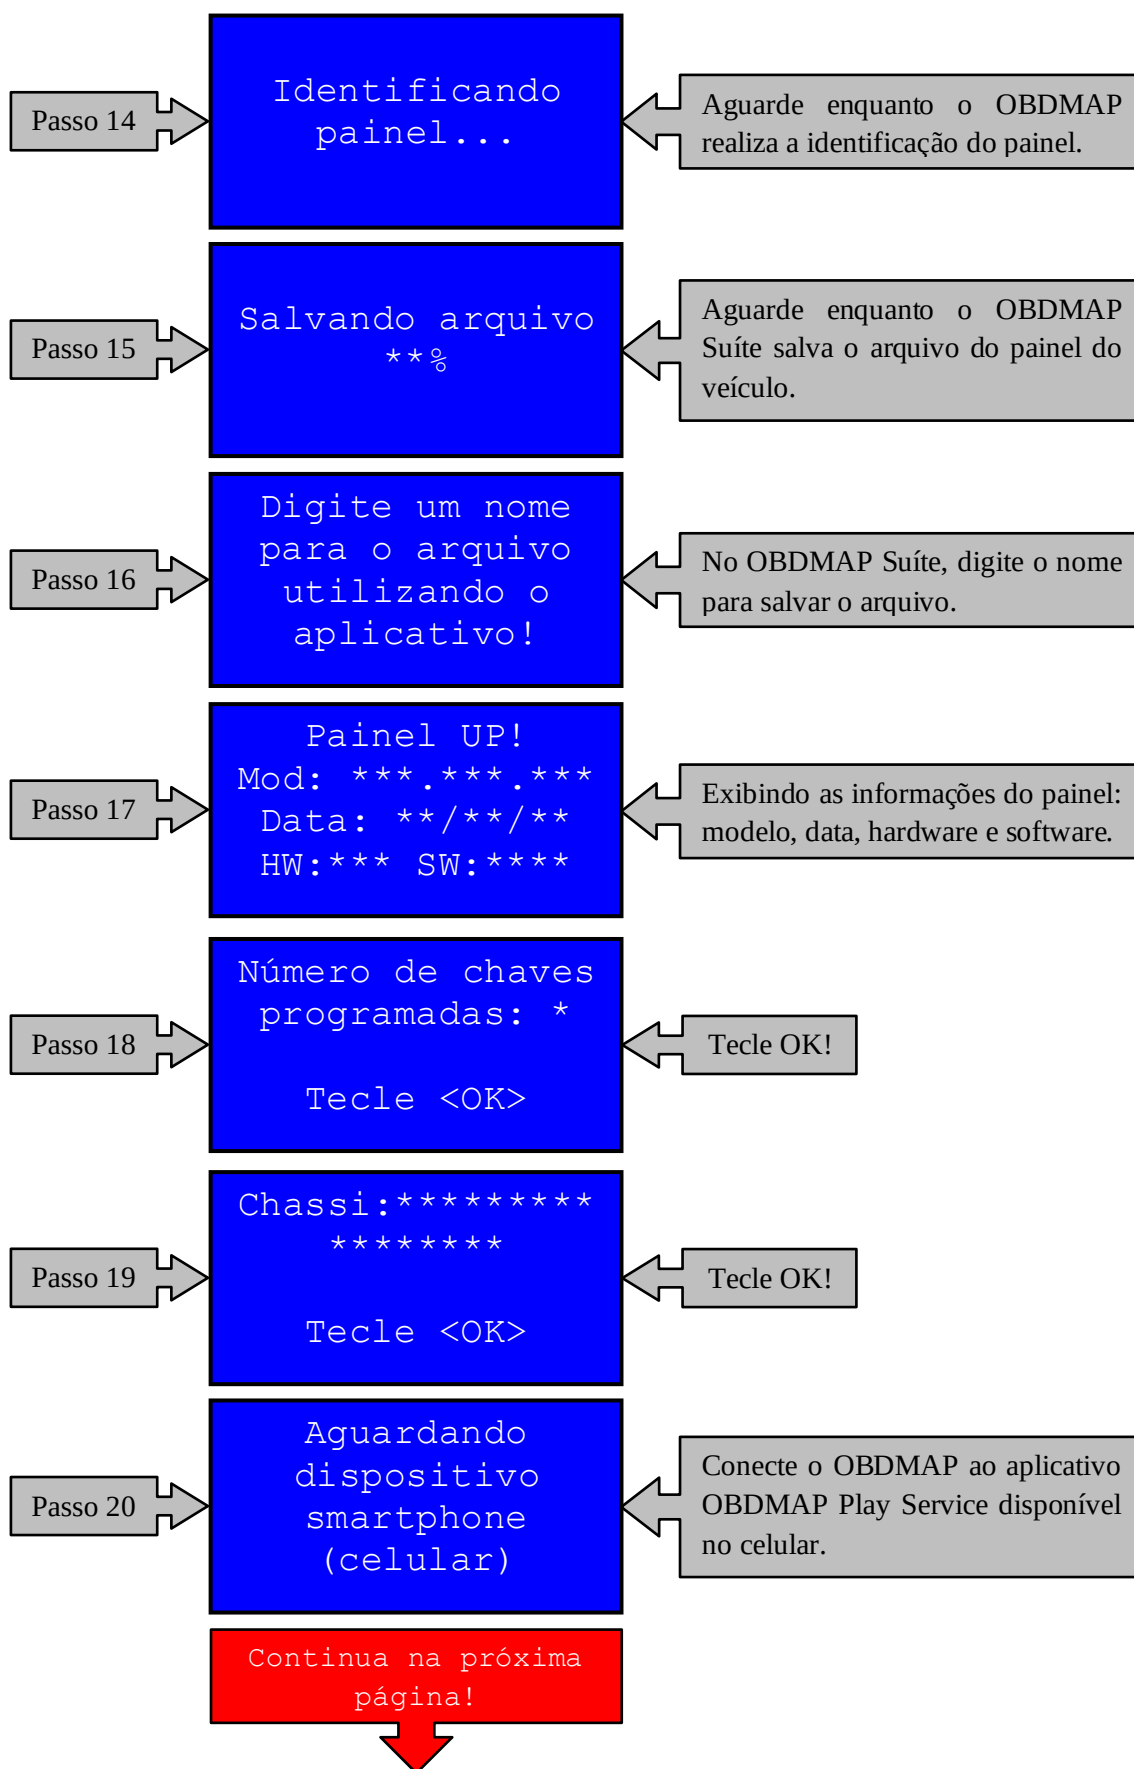 Passo 14
Identificando
painel...
Aguarde enquanto o OBDMAP
realiza a identificação do painel.
Passo 15
Salvando arquivo
**%
Aguarde enquanto o OBDMAP
Suíte salva o arquivo do painel do
veículo.
Passo 16
Digite um nome
para o arquivo
utilizando o
aplicativo!
No OBDMAP Suíte, digite o nome
para salvar o arquivo.
Passo 17
Painel UP!
Mod: ***.***.***
Data: **/**/**
HW:*** SW:****
Exibindo as informações do painel:
modelo, data, hardware e software.
Passo 18
Número de chaves
programadas: *
Tecle <OK>
Tecle OK!
Passo 19
Chassi:*********
********
Tecle <OK>
Tecle OK!
Passo 20
Aguardando
dispositivo
smartphone
(celular)
Conecte o OBDMAP ao aplicativo
OBDMAP Play Service disponível
no celular.
Continua na próxima
página!